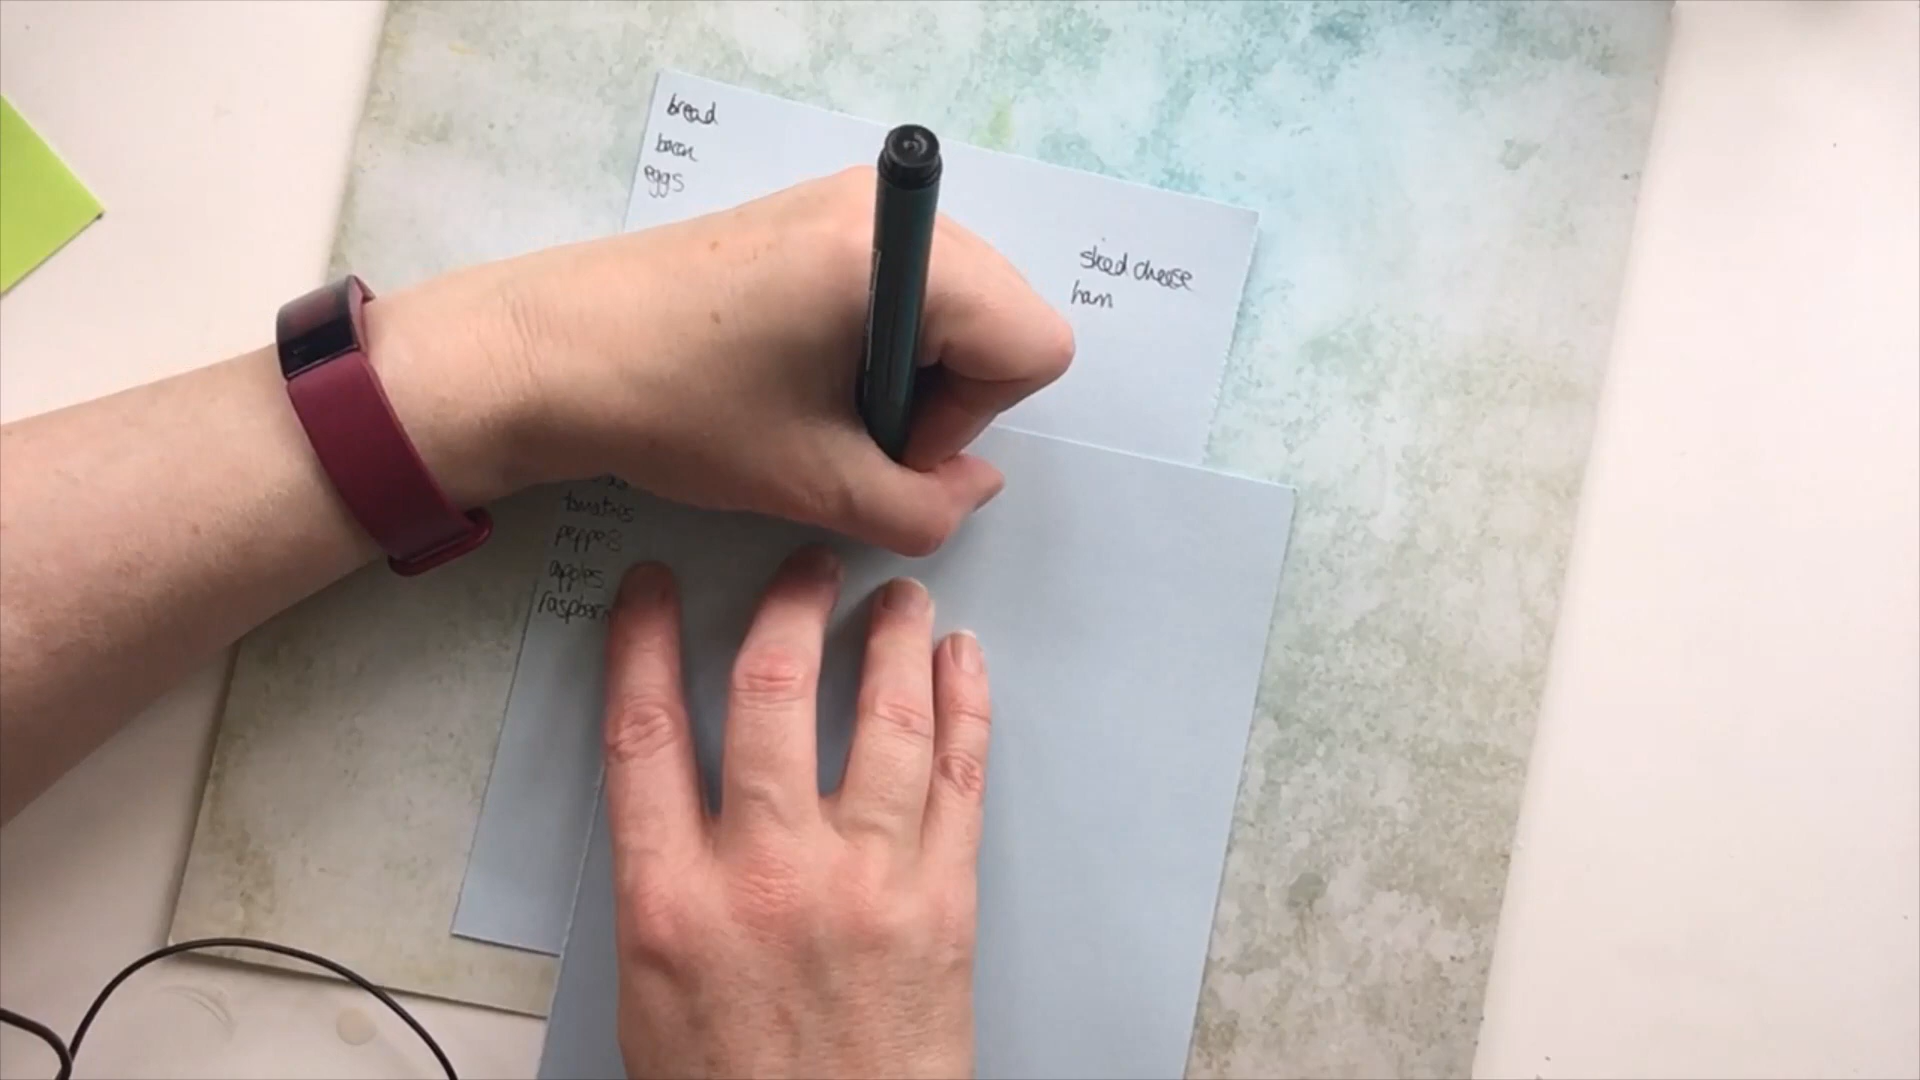 bread
bacon
eggs
sliced cheese
ham
tomatoes
peppers
apples